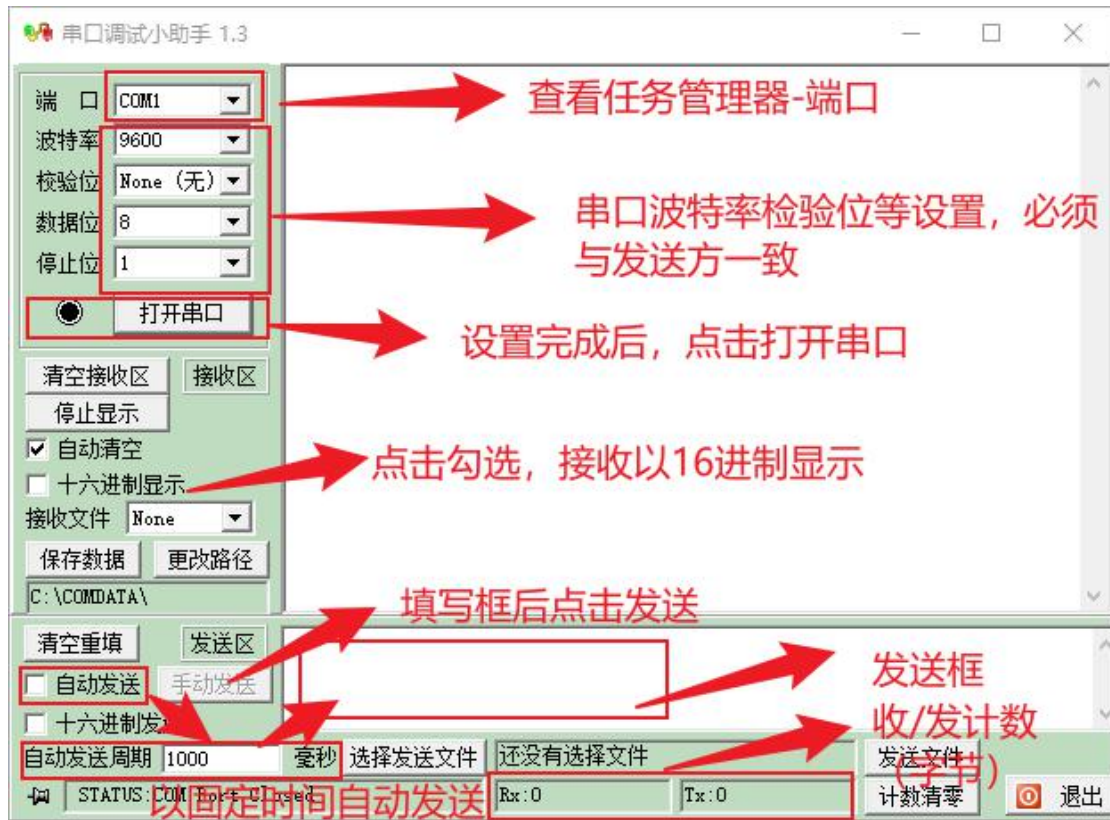 串口调试小助手 1.3
端 口 COM1
查看任务管理器-端口
波特率 9600
校验位 None (无)
数据位 8
串口波特率检验位等设置，必须
与发送方一致
停止位 1
打开串口
设置完成后，点击打开串口
清空接收区 接收区
停止显示
自动清空
点击勾选，接收以16进制显示
十六进制显示
接收文件 None
保存数据 更改路径
C:\COMDATA\
填写框后点击发送
清空重填 发送区
自动发送 手动发送
发送框
十六进制发
收/发计数
(字节)
自动发送周期 1000 毫秒 选择发送文件 还没有选择文件 发送文件
STATUS:COM Port Closed Rx:0 Tx:0 计数清零 退出
以固定时间自动发送